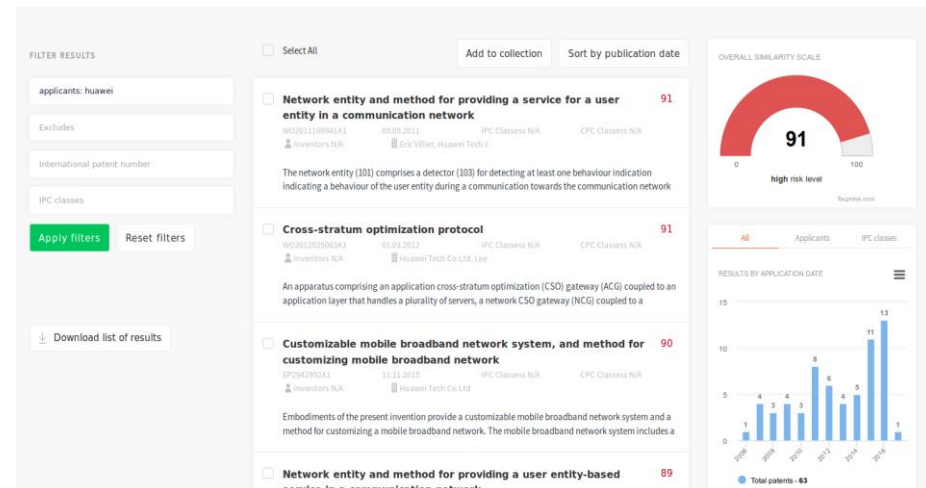 FILTER RESULTS
applicants: huawei
Excludes
International patent number
IPC classes
Apply filters
Reset filters
Download list of results
Select All
Add to collection
Sort by publication date
Network entity and method for providing a service for a user
entity in a communication network
91
WO2011106941A1 09.09.2011 IPC Classess N/A CPC Classess N/A
Inventors N/A Eric Villier, Huawei Tech C
The network entity (101) comprises a detector (103) for detecting at least one behaviour indication
indicating a behaviour of the user entity during a communication towards the communication network
Cross-stratum optimization protocol
91
WO2012025063A1 01.03.2012 IPC Classess N/A CPC Classess N/A
Inventors N/A Huawei Tech Co Ltd, Lee
An apparatus comprising an application cross-stratum optimization (CSO) gateway (ACG) coupled to an
application layer that handles a plurality of servers, a network CSO gateway (NCG) coupled to a
Customizable mobile broadband network system, and method for
customizing mobile broadband network
90
EP2942992A1 11.11.2015 IPC Classess N/A CPC Classess N/A
Inventors N/A Huawei Tech Co Ltd
Embodiments of the present invention provide a customizable mobile broadband network system and a
method for customizing a mobile broadband network. The mobile broadband network system includes a
Network entity and method for providing a user entity-based
89
OVERALL SIMILARITY SCALE
91
0
100
high risk level
Teqmine.com
All
Applicants
IPC classes
RESULTS BY APPLICATION DATE
15
10
5
0
1
4
3
4
3
8
6
4
5
11
13
1
2006
2008
2010
2012
2014
2016
Total patents - 63